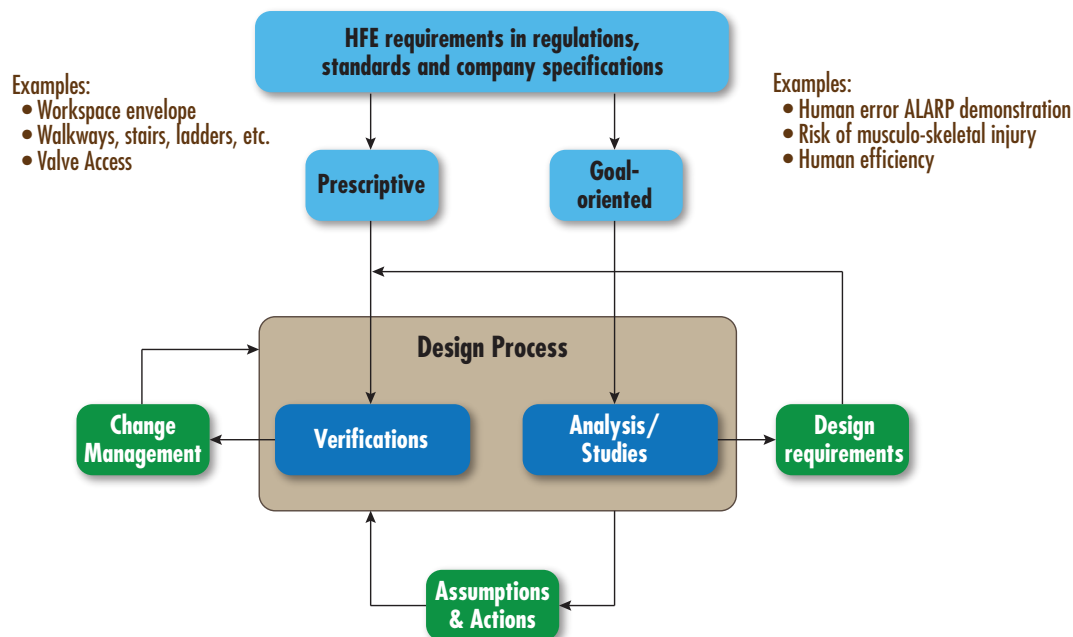 HFE requirements in regulations,
standards and company specifications
Examples:
• Workspace envelope
• Walkways, stairs, ladders, etc.
• Valve Access
Examples:
• Human error ALARP demonstration
• Risk of musculo-skeletal injury
• Human efficiency
Prescriptive
Goal-
oriented
Design Process
Change
Management
Verifications
Analysis/
Studies
Design
requirements
Assumptions
& Actions